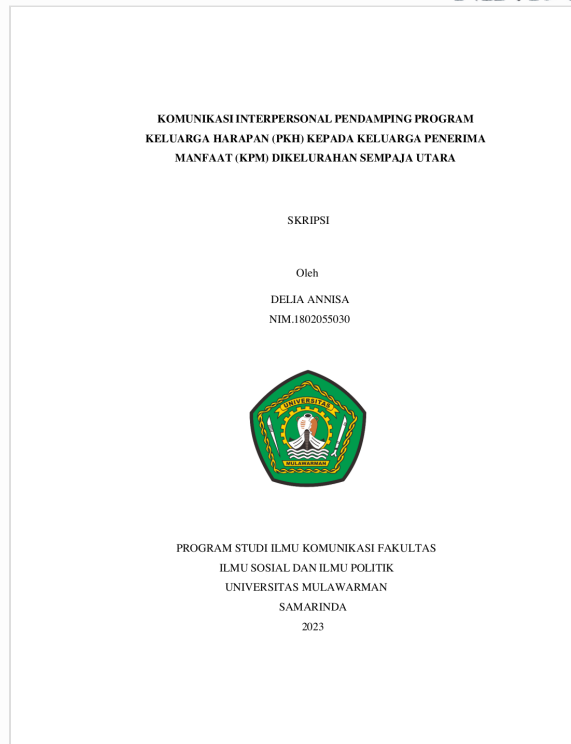 KOMUNIKASI INTERPERSONAL PENDAMPING PROGRAM
KELUARGA HARAPAN (PKH) KEPADA KELUARGA PENERIMA
MANFAAT (KPM) DIKELURAHAN SEMPAJA UTARA
SKRIPSI
Oleh
DELIA ANNISA
NIM.1802055030
UNIVERSITAS
MULAWARMAN
PROGRAM STUDI ILMU KOMUNIKASI FAKULTAS
ILMU SOSIAL DAN ILMU POLITIK
UNIVERSITAS MULAWARMAN
SAMARINDA
2023